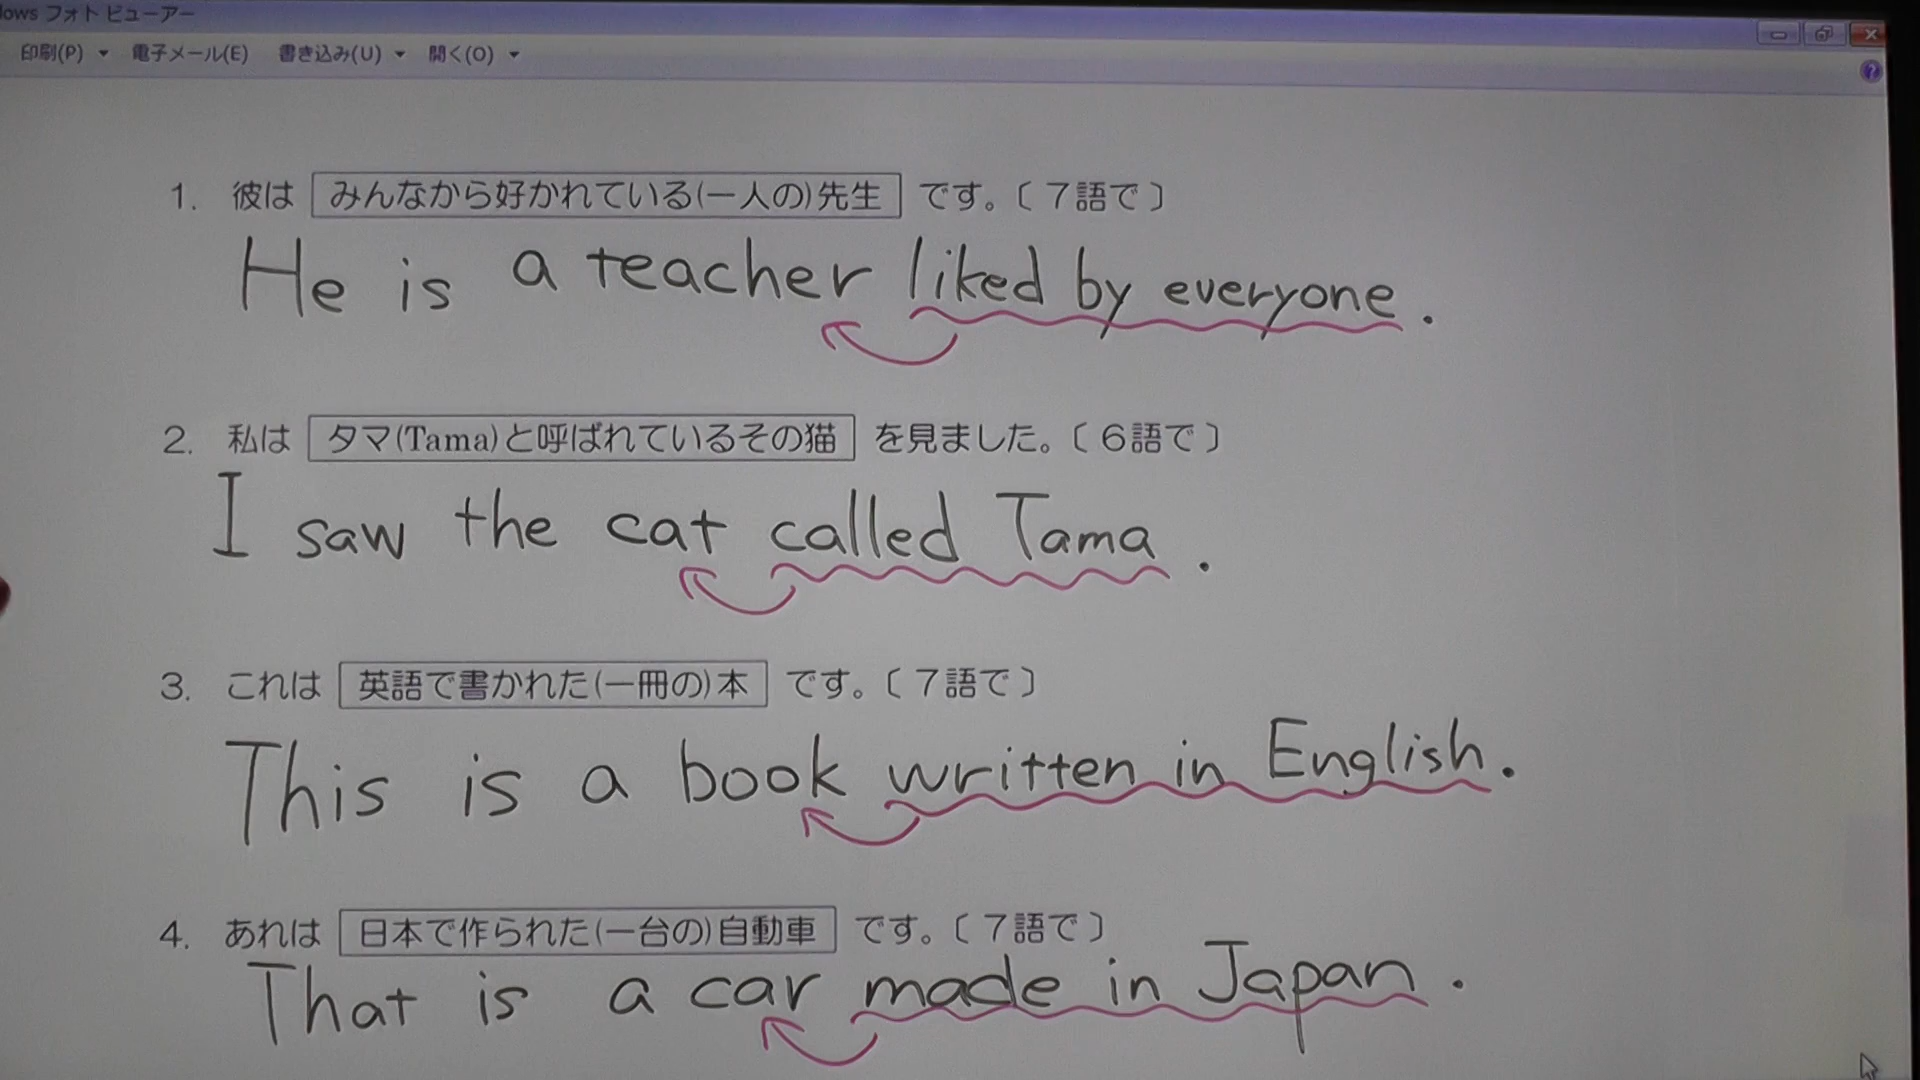 フォト ビューアー
印刷(P) 電子メール(E) 書き込み(U) 開く(O)
1. 彼は みんなから好かれている(一人の)先生 です。〔7語で〕
He is a teacher liked by everyone.
2. 私は タマ(Tama)と呼ばれているその猫 を見ました。〔6語で〕
I saw the cat called Tama.
3. これは 英語で書かれた(一冊の)本 です。〔7語で〕
This is a book written in English.
4. あれは 日本で作られた(一台の)自動車 です。〔7語で〕
That is a car made in Japan.